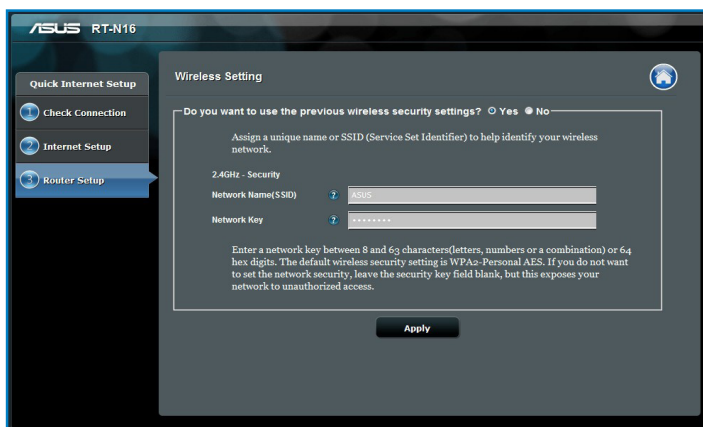 ASUS RT-N16
Quick Internet Setup
1 Check Connection
2 Internet Setup
3 Router Setup
Wireless Setting
Do you want to use the previous wireless security settings? Yes No
Assign a unique name or SSID (Service Set Identifier) to help identify your wireless
network.
2.4GHz - Security
Network Name(SSID) ? ASUS
Network Key ? ••••••••
Enter a network key between 8 and 63 characters(letters, numbers or a combination) or 64
hex digits. The default wireless security setting is WPA2-Personal AES. If you do not want
to set the network security, leave the security key field blank, but this exposes your
network to unauthorized access.
Apply